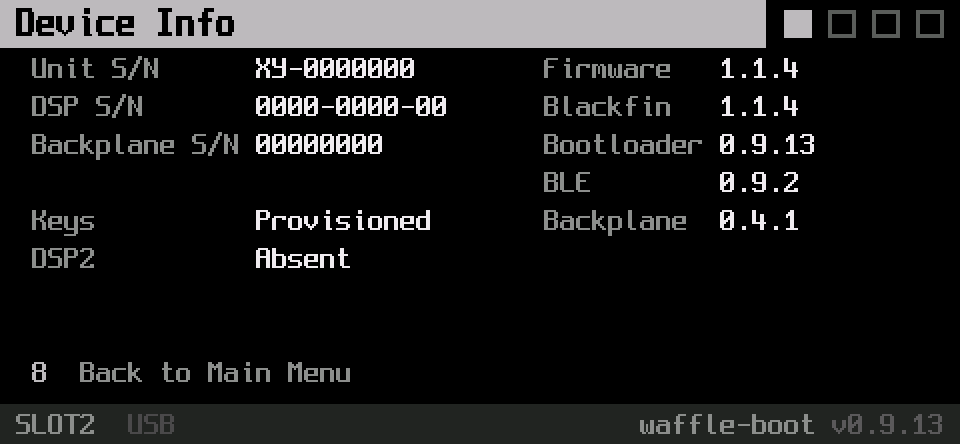 Device Info
Unit S/N XY-0000000 Firmware 1.1.4
DSP S/N 0000-0000-00 Blackfin 1.1.4
Backplane S/N 00000000 Bootloader 0.9.13
BLE 0.9.2
Keys Provisioned Backplane 0.4.1
DSP2 Absent
8 Back to Main Menu
SLOT2 USB waffle-boot v0.9.13